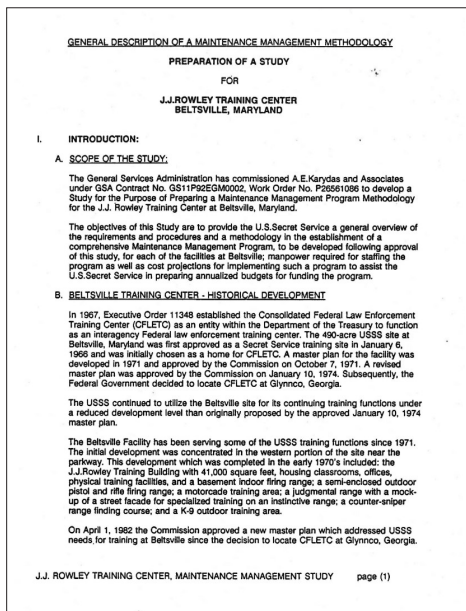 GENERAL DESCRIPTION OF A MAINTENANCE MANAGEMENT METHODOLOGY
PREPARATION OF A STUDY
FOR
J.J.ROWLEY TRAINING CENTER
BELTSVILLE, MARYLAND
I. INTRODUCTION:
A. SCOPE OF THE STUDY:
The General Services Administration has commissioned A.E.Karydas and Associates
under GSA Contract No. GS11P92EGM0002, Work Order No. P26561086 to develop a
Study for the Purpose of Preparing a Maintenance Management Program Methodology
for the J.J. Rowley Training Center at Beltsville, Maryland.
The objectives of this Study are to provide the U.S.Secret Service a general overview of
the requirements and procedures and a methodology in the establishment of a
comprehensive Maintenance Management Program, to be developed following approval
of this study, for each of the facilities at Beltsville; manpower required for staffing the
program as well as cost projections for implementing such a program to assist the
U.S.Secret Service in preparing annualized budgets for funding the program.
B. BELTSVILLE TRAINING CENTER - HISTORICAL DEVELOPMENT
In 1967, Executive Order 11348 established the Consolidated Federal Law Enforcement
Training Center (CFLETC) as an entity within the Department of the Treasury to function
as an interagency Federal law enforcement training center. The 490-acre USSS site at
Beltsville, Maryland was first approved as a Secret Service training site in January 6,
1966 and was initially chosen as a home for CFLETC. A master plan for the facility was
developed in 1971 and approved by the Commission on October 7, 1971. A revised
master plan was approved by the Commission on January 10, 1974. Subsequently, the
Federal Government decided to locate CFLETC at Glynnco, Georgia.
The USSS continued to utilize the Beltsville site for its continuing training functions under
a reduced development level than originally proposed by the approved January 10, 1974
master plan.
The Beltsville Facility has been serving some of the USSS training functions since 1971.
The initial development was concentrated in the western portion of the site near the
parkway. This development which was completed in the early 1970's included: the
J.J.Rowley Training Building with 41,000 square feet, housing classrooms, offices,
physical training facilities, and a basement indoor firing range; a semi-enclosed outdoor
pistol and rifle firing range; a motorcade training area; a judgmental range with a mock-
up of a street facade for specialized training on an instinctive range; a counter-sniper
range finding course; and a K-9 outdoor training area.
On April 1, 1982 the Commission approved a new master plan which addressed USSS
needs for training at Beltsville since the decision to locate CFLETC at Glynnco, Georgia.
J.J. ROWLEY TRAINING CENTER, MAINTENANCE MANAGEMENT STUDY page (1)